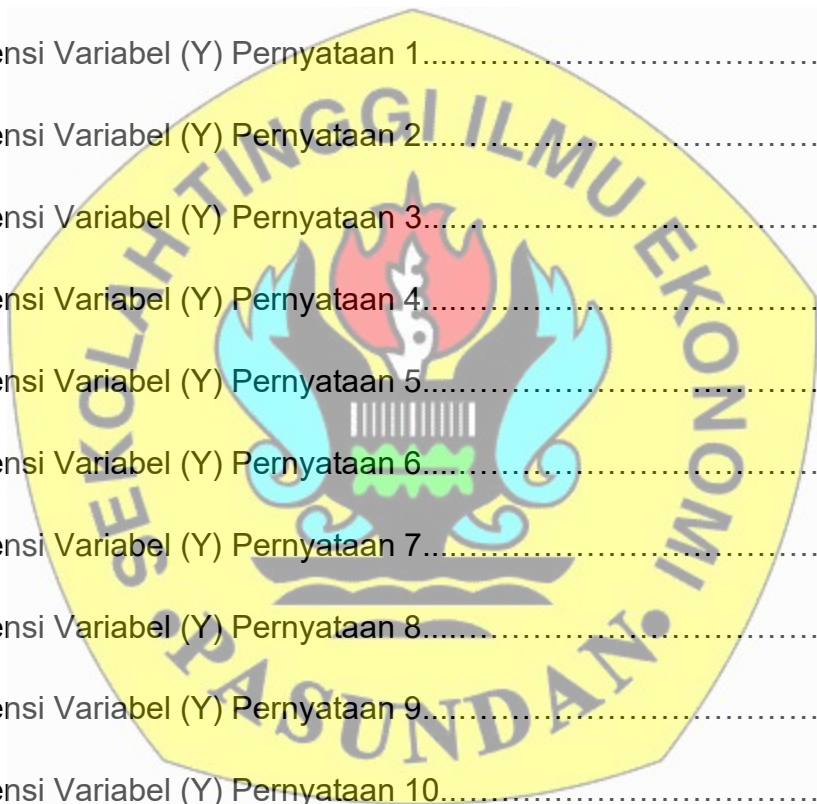 ensi Variabel (Y) Pernyataan 1....................................
ensi Variabel (Y) Pernyataan 2....................................
ensi Variabel (Y) Pernyataan 3....................................
ensi Variabel (Y) Pernyataan 4....................................
ensi Variabel (Y) Pernyataan 5....................................
ensi Variabel (Y) Pernyataan 6....................................
ensi Variabel (Y) Pernyataan 7....................................
ensi Variabel (Y) Pernyataan 8....................................
ensi Variabel (Y) Pernyataan 9....................................
ensi Variabel (Y) Pernyataan 10..................................
SEKOLAH TINGGI ILMU EKONOMI
•PASUNDAN•